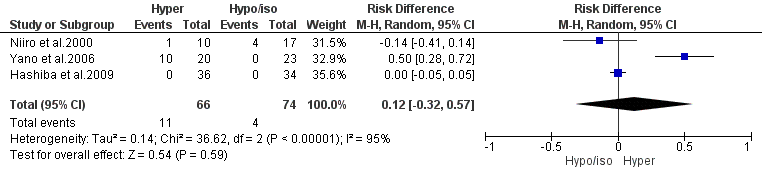 Hyper Hypo/iso Risk Difference Risk Difference
Study or Subgroup Events Total Events Total Weight M-H, Random, 95% CI M-H, Random, 95% CI
Niiro et.al.2000 1 10 4 17 31.5% -0.14 [-0.41, 0.14]
Yano et.al.2006 10 20 0 23 32.9% 0.50 [0.28, 0.72]
Hashiba et.al.2009 0 36 0 34 35.6% 0.00 [-0.05, 0.05]
Total (95% CI) 66 74 100.0% 0.12 [-0.32, 0.57]
Total events 11 4
Heterogeneity: Tau² = 0.14; Chi² = 36.62, df = 2 (P < 0.00001); I² = 95%
Test for overall effect: Z = 0.54 (P = 0.59)
-1 -0.5 0 0.5 1
Hypo/iso Hyper